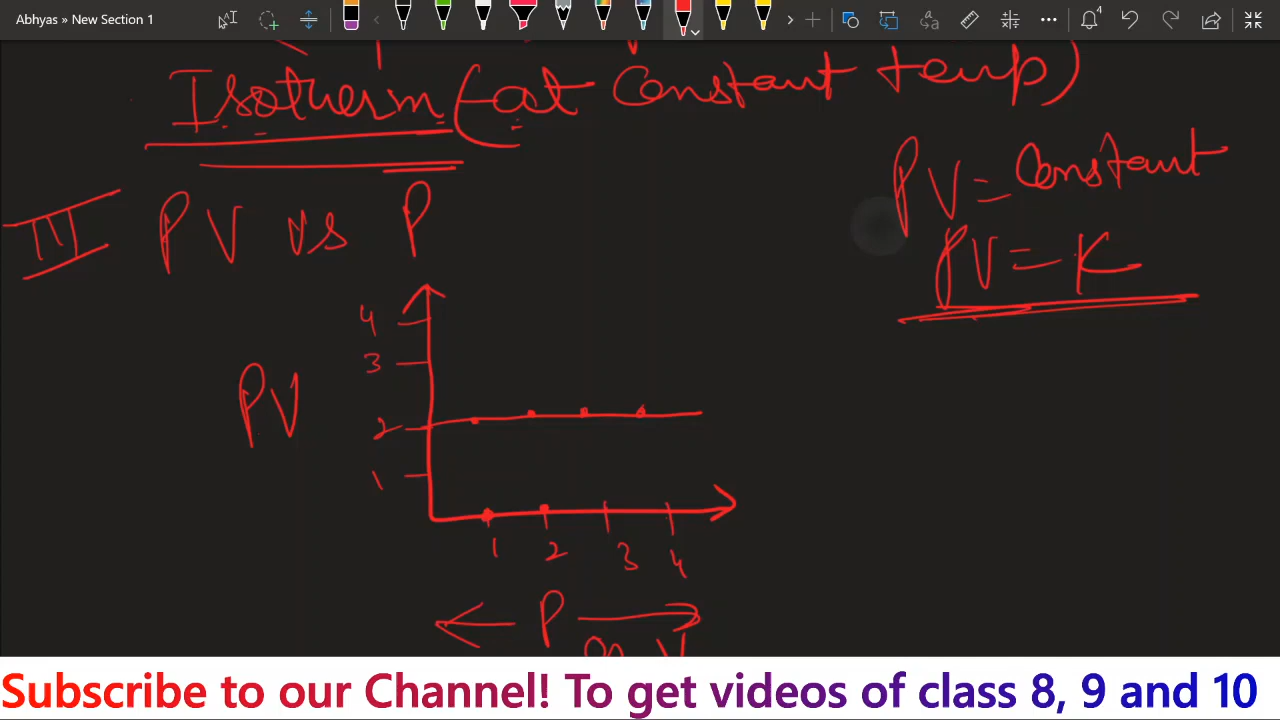 Abhyas » New Section 1
Isotherm (at Constant temp)
PV = Constant
PV = K
III PV vs P
4
3
PV
2
1
1 2 3 4
P
or V
Subscribe to our Channel! To get videos of class 8, 9 and 10